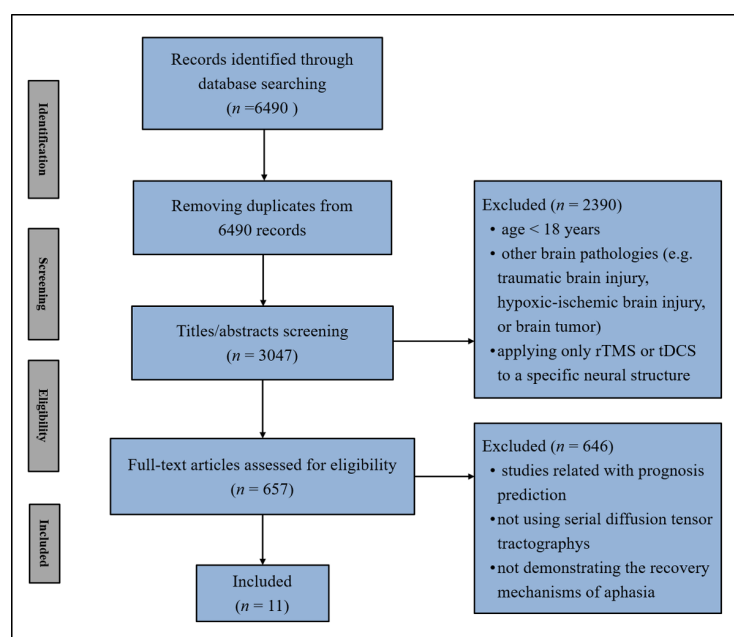 Records identified through
database searching
(n =6490 )
Identification
Removing duplicates from
6490 records
Excluded (n = 2390)
• age < 18 years
• other brain pathologies (e.g.
traumatic brain injury,
hypoxic-ischemic brain injury,
or brain tumor)
• applying only rTMS or tDCS
to a specific neural structure
Screening
Titles/abstracts screening
(n = 3047)
Eligibility
Full-text articles assessed for eligibility
(n = 657)
Excluded (n = 646)
• studies related with prognosis
prediction
• not using serial diffusion tensor
tractographys
• not demonstrating the recovery
mechanisms of aphasia
Included
Included
(n = 11)